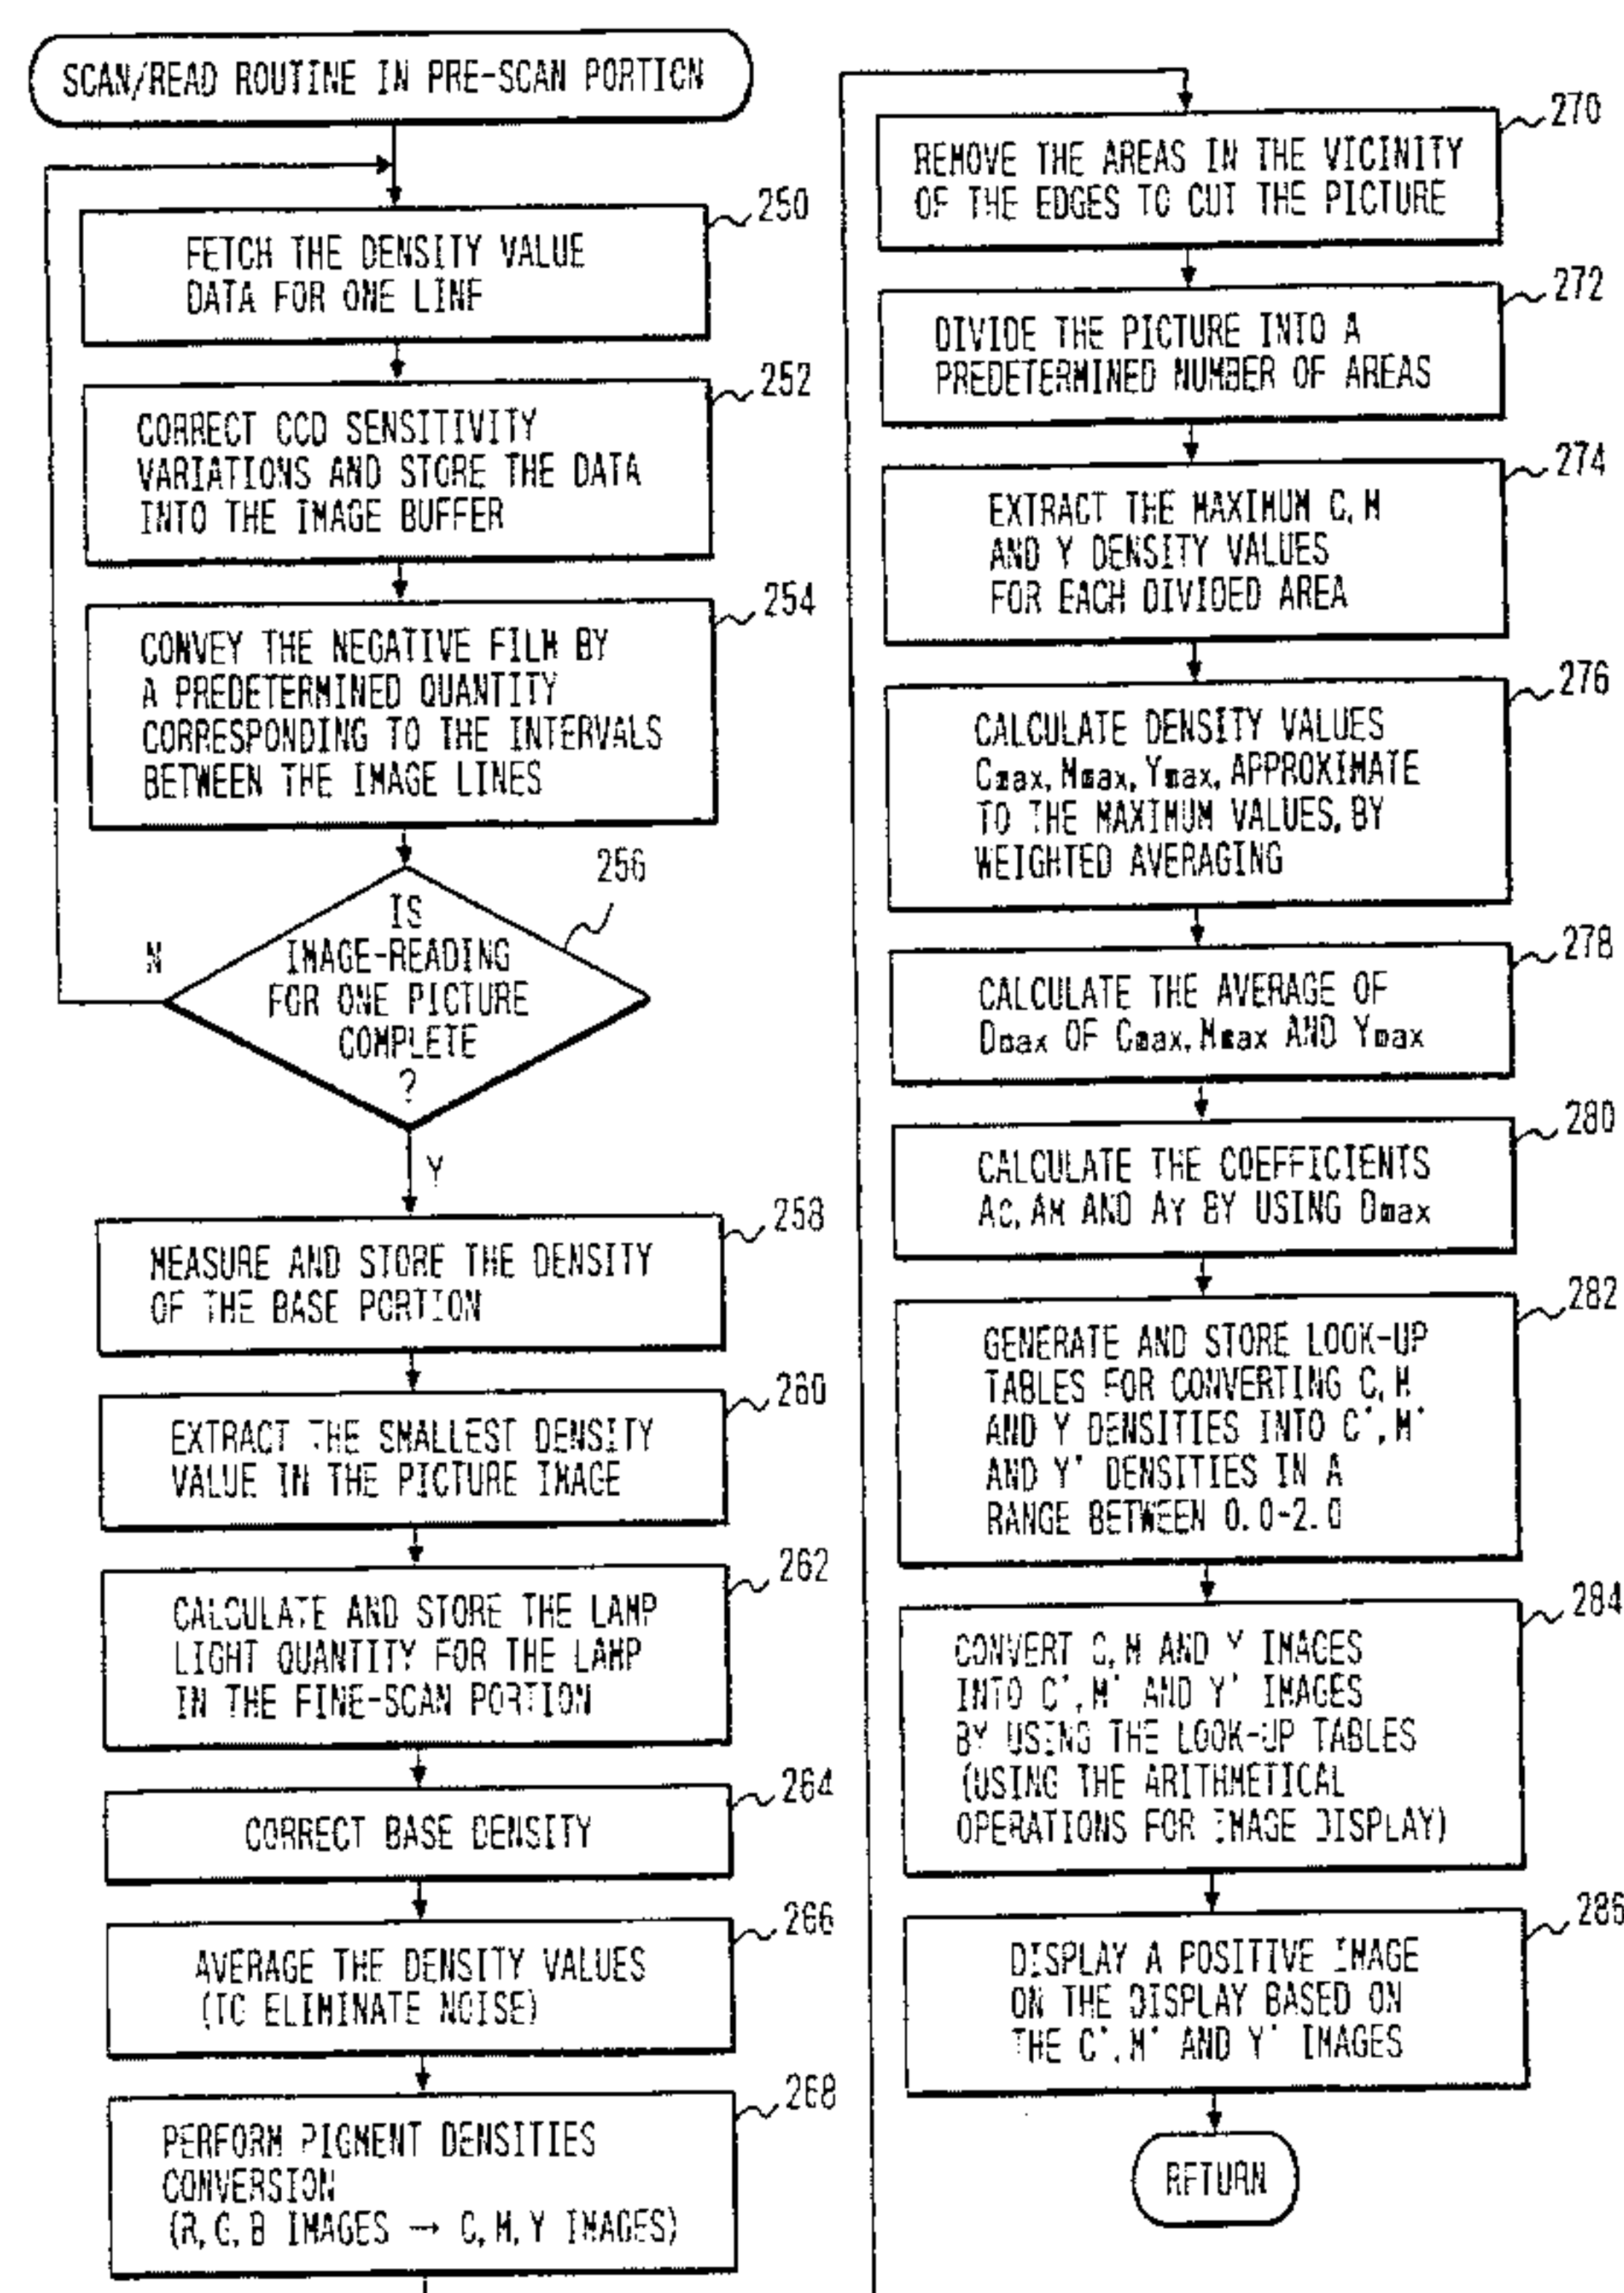 SCAN/READ ROUTINE IN PRE-SCAN PORTION
250
FETCH THE DENSITY VALUE
DATA FOR ONE LINE
252
CORRECT CCD SENSITIVITY
VARIATIONS AND STORE THE DATA
INTO THE IMAGE BUFFER
254
CONVEY THE NEGATIVE FILM BY
A PREDETERMINED QUANTITY
CORRESPONDING TO THE INTERVALS
BETWEEN THE IMAGE LINES
256
IS
IMAGE-READING
FOR ONE PICTURE
COMPLETE
?
N
Y
258
MEASURE AND STORE THE DENSITY
OF THE BASE PORTION
260
EXTRACT THE SMALLEST DENSITY
VALUE IN THE PICTURE IMAGE
262
CALCULATE AND STORE THE LAMP
LIGHT QUANTITY FOR THE LAMP
IN THE FINE-SCAN PORTION
264
CORRECT BASE DENSITY
266
AVERAGE THE DENSITY VALUES
(TO ELIMINATE NOISE)
268
PERFORM PIGMENT DENSITIES
CONVERSION
(R, G, B IMAGES → C, M, Y IMAGES)
270
REMOVE THE AREAS IN THE VICINITY
OF THE EDGES TO CUT THE PICTURE
272
DIVIDE THE PICTURE INTO A
PREDETERMINED NUMBER OF AREAS
274
EXTRACT THE MAXIMUM C, M
AND Y DENSITY VALUES
FOR EACH DIVIDED AREA
276
CALCULATE DENSITY VALUES
Cmax, Mmax, Ymax, APPROXIMATE
TO THE MAXIMUM VALUES, BY
WEIGHTED AVERAGING
278
CALCULATE THE AVERAGE OF
Dmax OF Cmax, Mmax AND Ymax
280
CALCULATE THE COEFFICIENTS
AC, AM AND AY BY USING Dmax
282
GENERATE AND STORE LOOK-UP
TABLES FOR CONVERTING C, M
AND Y DENSITIES INTO C', M'
AND Y' DENSITIES IN A
RANGE BETWEEN 0.0-2.0
284
CONVERT C, M AND Y IMAGES
INTO C', M' AND Y' IMAGES
BY USING THE LOOK-UP TABLES
(USING THE ARITHMETICAL
OPERATIONS FOR IMAGE DISPLAY)
286
DISPLAY A POSITIVE IMAGE
ON THE DISPLAY BASED ON
THE C', M' AND Y' IMAGES
RETURN